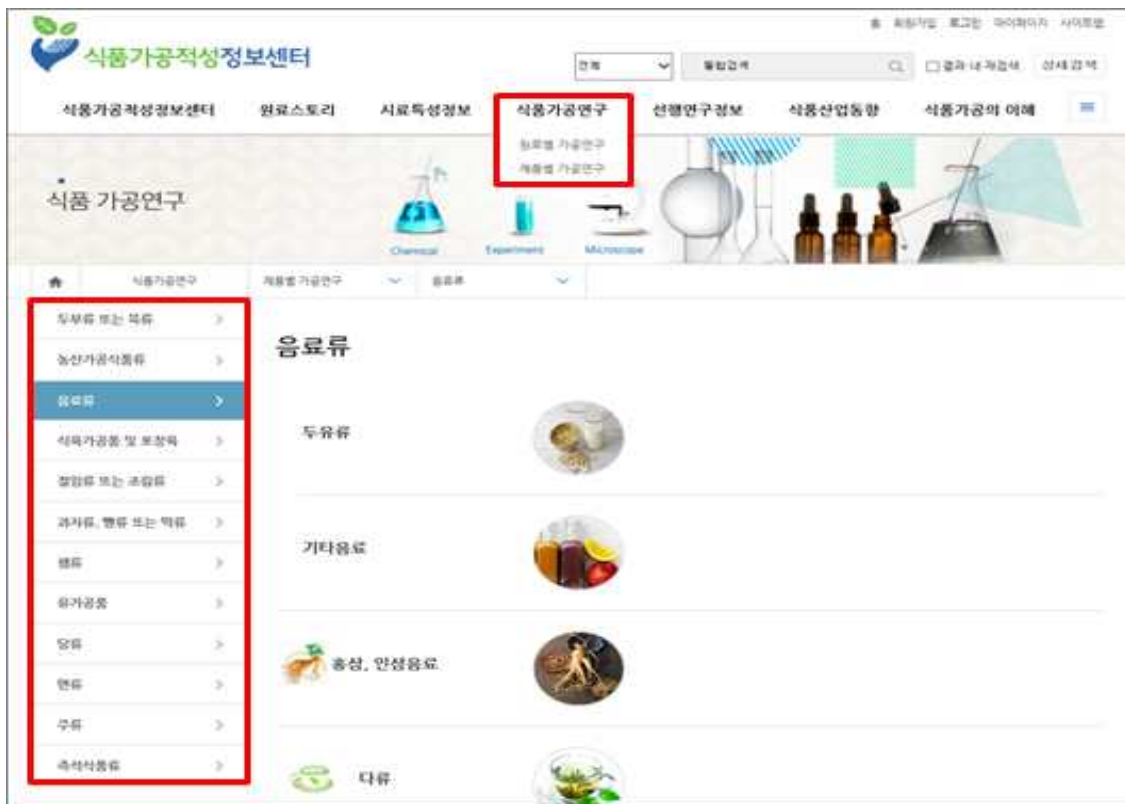 홈 회원가입 로그인 마이페이지 사이트맵
식품가공적성정보센터
전체 통합검색 결과 내 재검색 상세검색
식품가공적성정보센터 원료스토리 시료특성정보 식품가공연구 선행연구정보 식품산업동향 식품가공의 이해
원료별 가공연구
제품별 가공연구
식품 가공연구
Chemical Experiment Microscope
식품가공연구 제품별 가공연구 음료류
두부류 또는 묵류
음료류
농산가공식품류
음료류
두유류
식육가공품 및 포장육
절임류 또는 조림류
과자류, 빵류 또는 떡류
기타음료
잼류
유가공품
당류
홍삼, 인삼음료
면류
주류
즉석식품류
다류